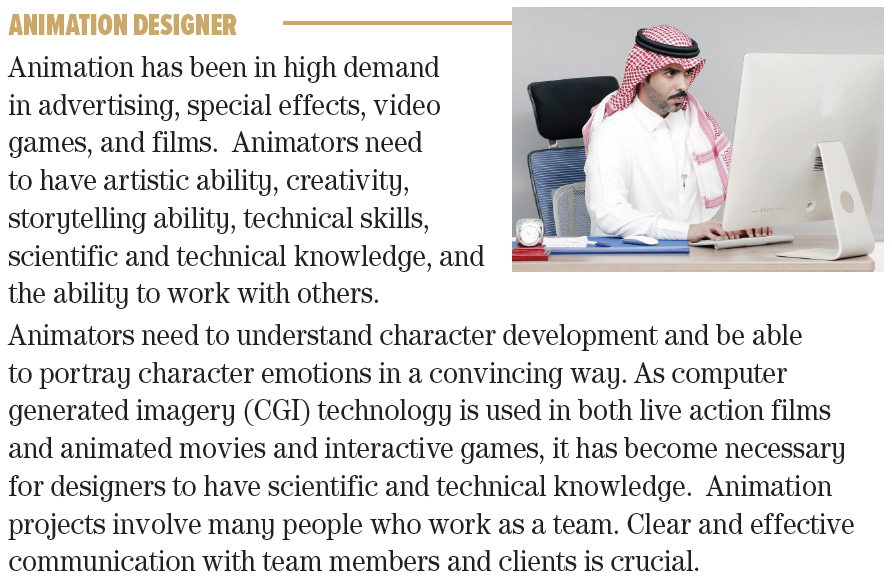 ANIMATION DESIGNER
Animation has been in high demand
in advertising, special effects, video
games, and films.  Animators need
to have artistic ability, creativity,
storytelling ability, technical skills,
scientific and technical knowledge, and
the ability to work with others.
Animators need to understand character development and be able
to portray character emotions in a convincing way. As computer
generated imagery (CGI) technology is used in both live action films
and animated movies and interactive games, it has become necessary
for designers to have scientific and technical knowledge.  Animation
projects involve many people who work as a team. Clear and effective
communication with team members and clients is crucial.